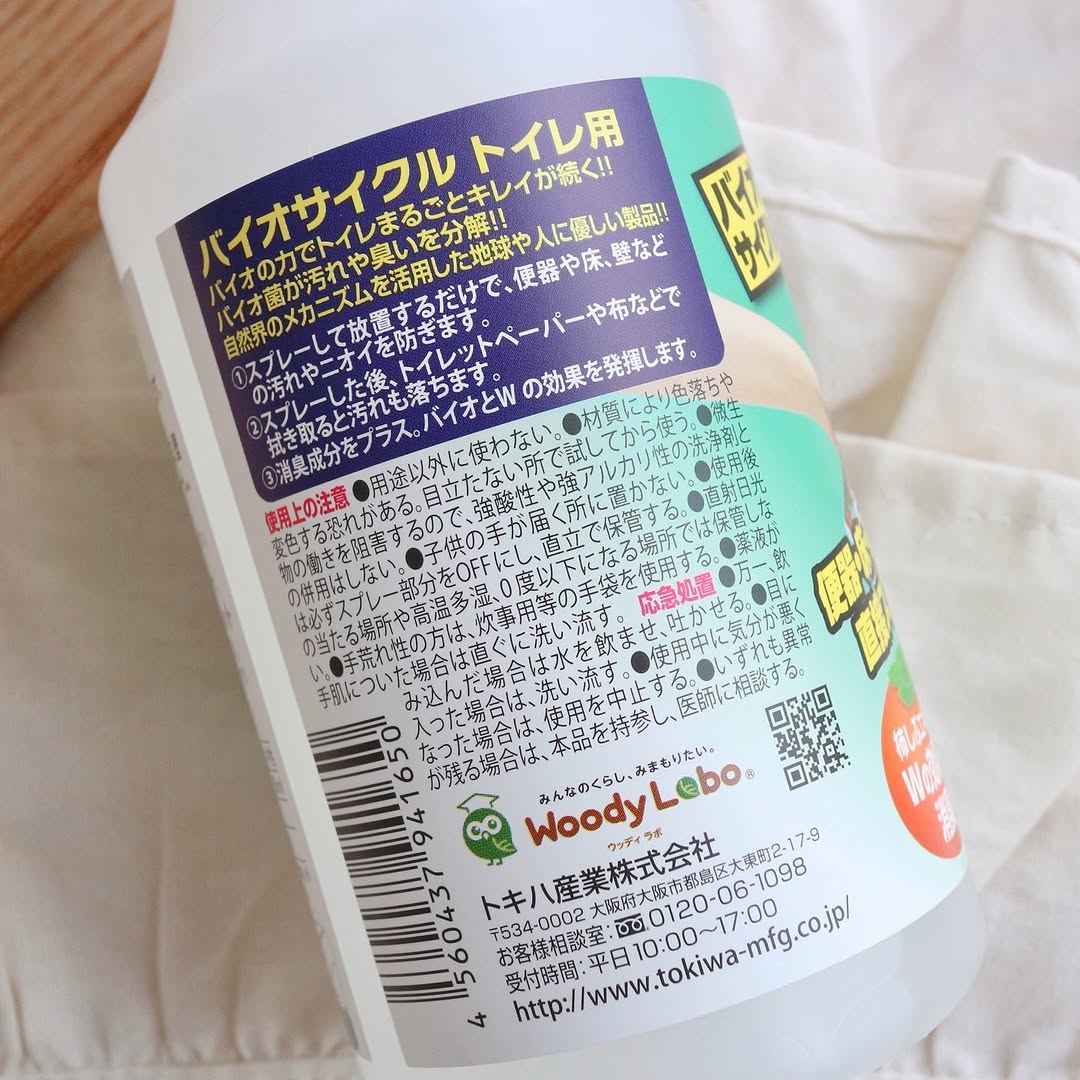 バイオサイクル トイレ用
バイオの力でトイレまるごとキレイが続く!!
バイオ菌が汚れや臭いを分解!!
自然界のメカニズムを活用した地球や人に優しい製品!!
①スプレーして放置するだけで、便器や床、壁など
の汚れやニオイを防ぎます。
②スプレーした後、トイレットペーパーや布などで
拭き取ると汚れも落ちます。
③消臭成分をプラス。バイオとW の効果を発揮します。
使用上の注意 ●用途以外に使わない。●材質により色落ちや
変色する恐れがある。目立たない所で試してから使う。●微生
物の働きを阻害するので、強酸性や強アルカリ性の洗浄剤と
の併用はしない。●子供の手が届く所に置かない。●使用後
は必ずスプレー部分をOFFにし、直立で保管する。●直射日光
の当たる場所や高温多湿、0度以下になる場所では保管しな
い。●手荒れ性の方は、炊事用等の手袋を使用する。●薬液が
手肌についた場合は直ぐに洗い流す。 応急処置 ●万一、飲
み込んだ場合は水を飲ませ、吐かせる。●目に
入った場合は、洗い流す。●使用中に気分が悪く
なった場合は、使用を中止する。●いずれも異常
が残る場合は、本品を持参し、医師に相談する。
みんなのくらし、みまもりたい。
Woody Labo®
ウッディ ラボ
トキハ産業株式会社
〒534-0002 大阪府大阪市都島区大東町2-17-9
お客様相談室:0120-06-1098
受付時間:平日10:00〜17:00
http://www.tokiwa-mfg.co.jp/
4 560437 941650
バイオ
サイク